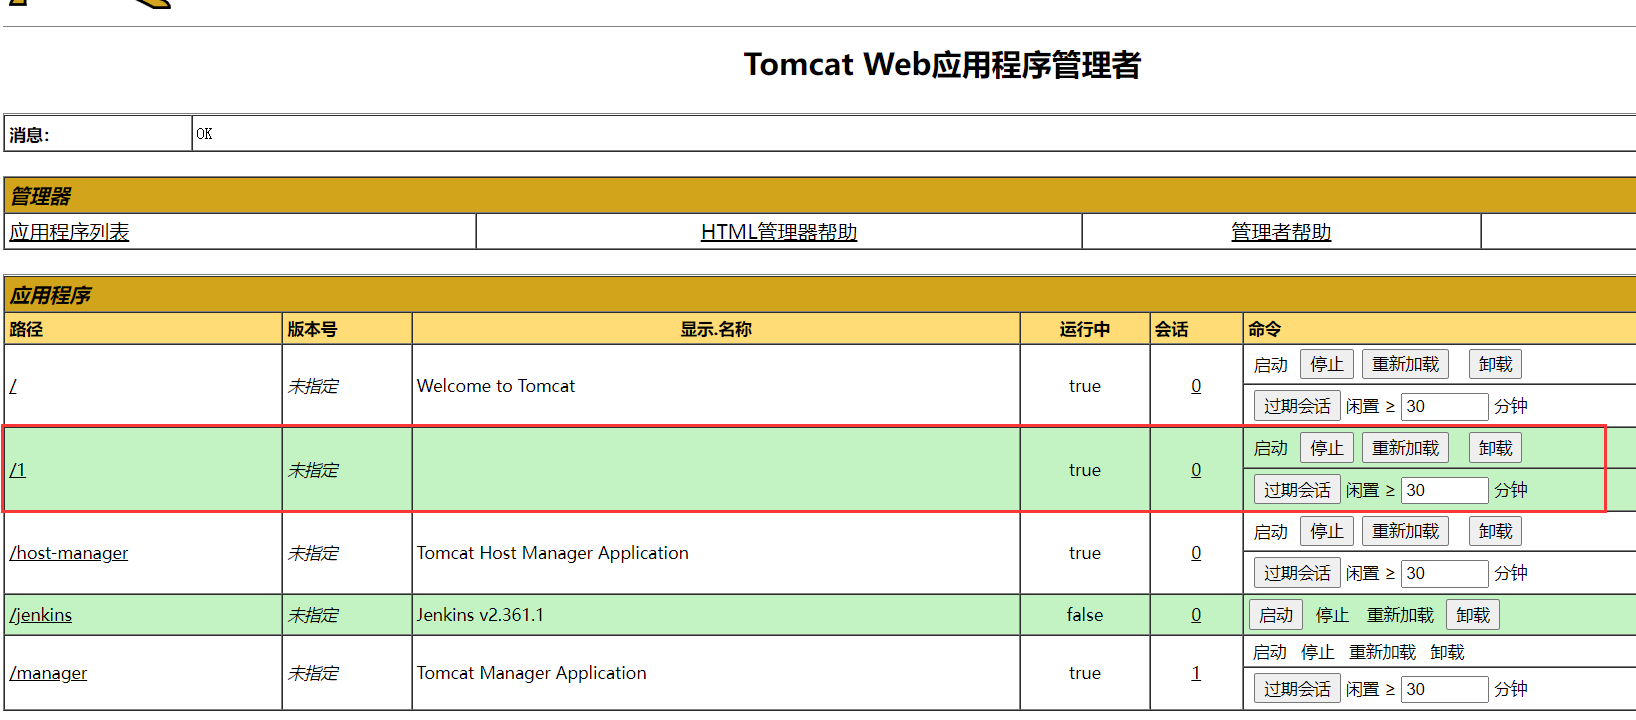 Tomcat Web应用程序管理者
消息: OK
管理器
应用程序列表 HTML管理器帮助 管理者帮助
应用程序
路径 版本号 显示.名称 运行中 会话 命令
/ 未指定 Welcome to Tomcat true 0 启动 停止 重新加载 卸载
过期会话 闲置 ≥ 30 分钟
/1 未指定 true 0 启动 停止 重新加载 卸载
过期会话 闲置 ≥ 30 分钟
/host-manager 未指定 Tomcat Host Manager Application true 0 启动 停止 重新加载 卸载
过期会话 闲置 ≥ 30 分钟
/jenkins 未指定 Jenkins v2.361.1 false 0 启动 停止 重新加载 卸载
/manager 未指定 Tomcat Manager Application true 1 启动 停止 重新加载 卸载
过期会话 闲置 ≥ 30 分钟